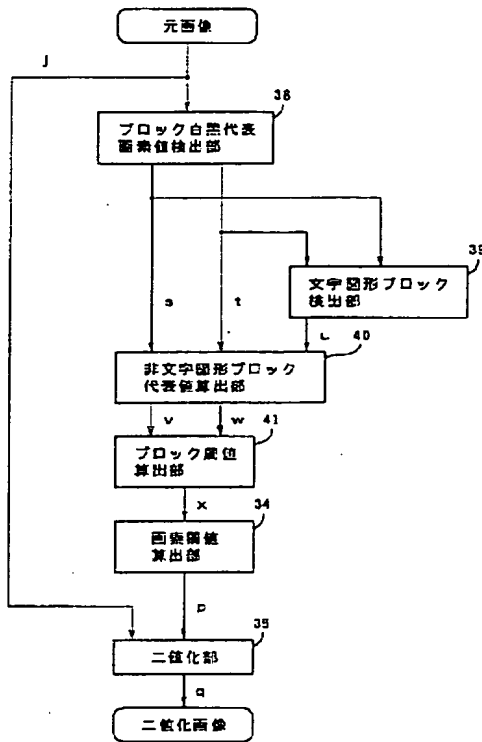 元画像
j
38
ブロック白黒代表
画素値検出部
39
文字図形ブロック
検出部
s
t
40
非文字図形ブロック
代表値算出部
v
w
41
ブロック閾値
算出部
x
34
画素閾値
算出部
p
35
二値化部
q
二値化画像